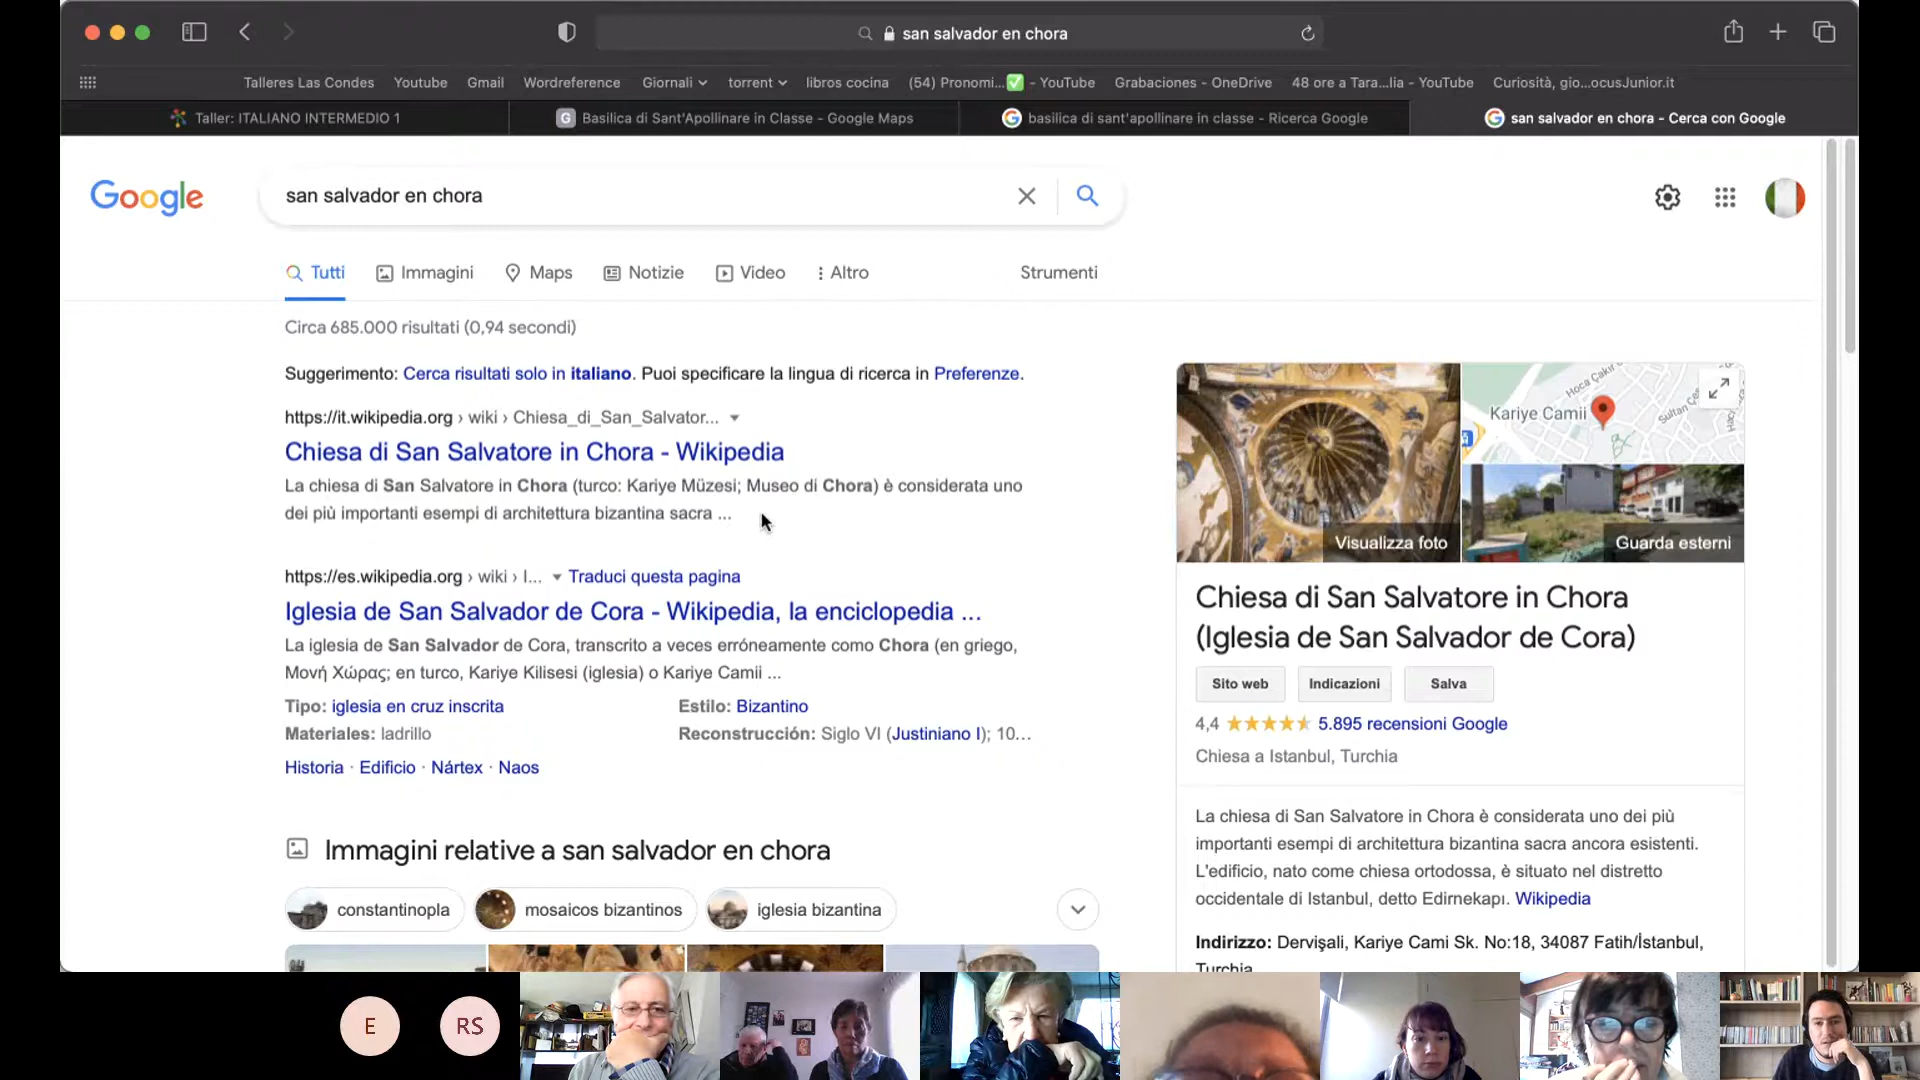 san salvador en chora
Talleres Las Condes
Youtube
Gmail
Wordreference
Giornali
torrent
libros cocina
(54) Pronomi...✅ - YouTube
Grabaciones - OneDrive
48 ore a Tara...lia - YouTube
Curiosità, gio...ocusJunior.it
Taller: ITALIANO INTERMEDIO 1
G Basilica di Sant'Apollinare in Classe - Google Maps
basilica di sant'apollinare in classe - Ricerca Google
san salvador en chora - Cerca con Google
Google
san salvador en chora
Tutti
Immagini
Maps
Notizie
Video
Altro
Strumenti
Circa 685.000 risultati (0,94 secondi)
Suggerimento: Cerca risultati solo in italiano. Puoi specificare la lingua di ricerca in Preferenze.
https://it.wikipedia.org › wiki › Chiesa_di_San_Salvator...
Chiesa di San Salvatore in Chora - Wikipedia
La chiesa di San Salvatore in Chora (turco: Kariye Müzesi; Museo di Chora) è considerata uno
dei più importanti esempi di architettura bizantina sacra ...
https://es.wikipedia.org › wiki › I... Traduci questa pagina
Iglesia de San Salvador de Cora - Wikipedia, la enciclopedia ...
La iglesia de San Salvador de Cora, transcrito a veces erróneamente como Chora (en griego,
Μονή Χώρας; en turco, Kariye Kilisesi (iglesia) o Kariye Camii ...
Tipo: iglesia en cruz inscrita
Estilo: Bizantino
Materiales: ladrillo
Reconstrucción: Siglo VI (Justiniano I); 10...
Historia · Edificio · Nártex · Naos
Immagini relative a san salvador en chora
constantinopla
mosaicos bizantinos
iglesia bizantina
Hoca Çakır
Kariye Camii
Sultan Çe
Visualizza foto
Guarda esterni
Chiesa di San Salvatore in Chora
(Iglesia de San Salvador de Cora)
Sito web
Indicazioni
Salva
4,4
5.895 recensioni Google
Chiesa a Istanbul, Turchia
La chiesa di San Salvatore in Chora è considerata uno dei più
importanti esempi di architettura bizantina sacra ancora esistenti.
L'edificio, nato come chiesa ortodossa, è situato nel distretto
occidentale di Istanbul, detto Edirnekapı. Wikipedia
Indirizzo: Dervişali, Kariye Cami Sk. No:18, 34087 Fatih/İstanbul,
Turchia
E
RS